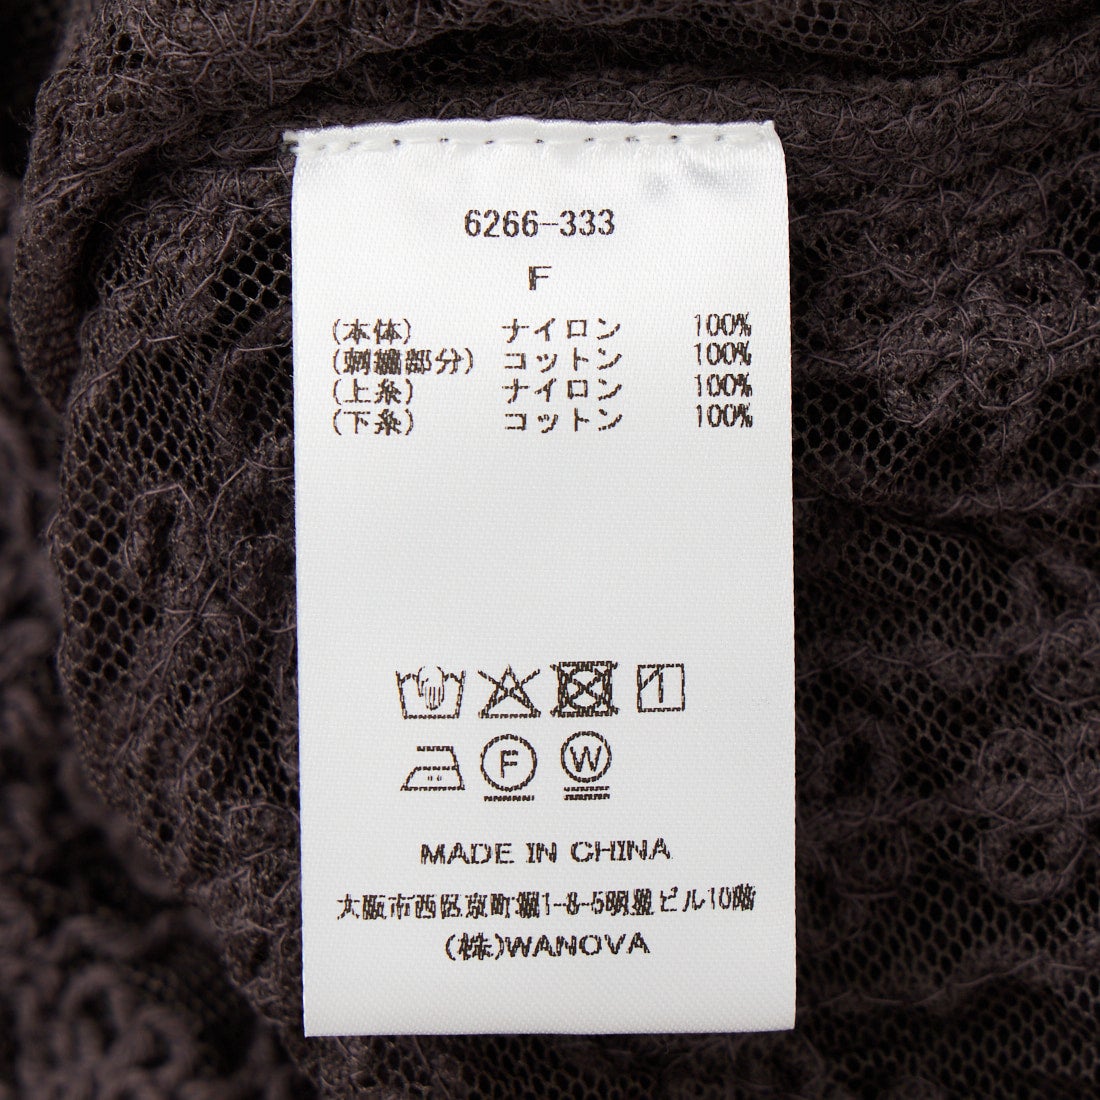 6266-333
F
(本体) ナイロン 100%
(刺繍部分) コットン 100%
(上糸) ナイロン 100%
(下糸) コットン 100%
1
F
W
MADE IN CHINA
大阪市西区京町堀1-8-5明星ビル10階
(株)WANOVA